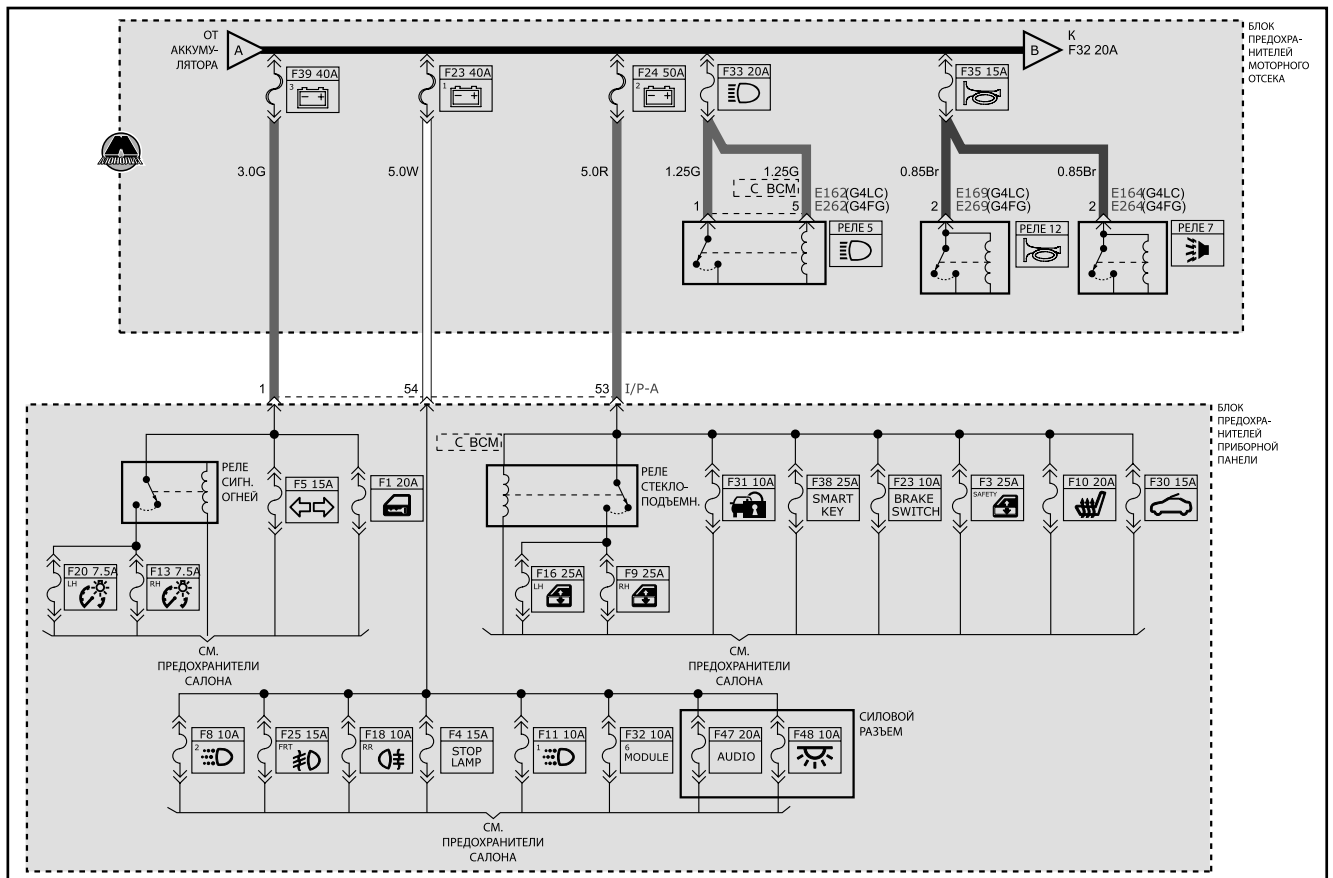 ОТ
АККУМУ-
ЛЯТОРА
A
B
К
F32 20A
БЛОК
ПРЕДОХРА-
НИТЕЛЕЙ
МОТОРНОГО
ОТСЕКА
F39 40A
3
F23 40A
1
F24 50A
2
F33 20A
F35 15A
МОНОЛИТ
3.0G
5.0W
5.0R
1.25G
1.25G
0.85Br
0.85Br
С BCM
E162(G4LC)
E262(G4FG)
E169(G4LC)
E269(G4FG)
E164(G4LC)
E264(G4FG)
1
5
2
2
РЕЛЕ 5
РЕЛЕ 12
РЕЛЕ 7
1
54
53
I/P-A
БЛОК
ПРЕДОХРА-
НИТЕЛЕЙ
ПРИБОРНОЙ
ПАНЕЛИ
С BCM
РЕЛЕ
СИГН.
ОГНЕЙ
F5 15A
F1 20A
РЕЛЕ
СТЕКЛО-
ПОДЪЕМН.
F31 10A
F38 25A
SMART
KEY
F23 10A
BRAKE
SWITCH
F3 25A
SAFETY
F10 20A
F30 15A
F20 7.5A
LH
F13 7.5A
RH
F16 25A
LH
F9 25A
RH
СМ.
ПРЕДОХРАНИТЕЛИ
САЛОНА
СМ.
ПРЕДОХРАНИТЕЛИ
САЛОНА
F8 10A
2
F25 15A
FRT
F18 10A
RR
F4 15A
STOP
LAMP
F11 10A
1
F32 10A
6
MODULE
F47 20A
AUDIO
F48 10A
СИЛОВОЙ
РАЗЪЕМ
СМ.
ПРЕДОХРАНИТЕЛИ
САЛОНА